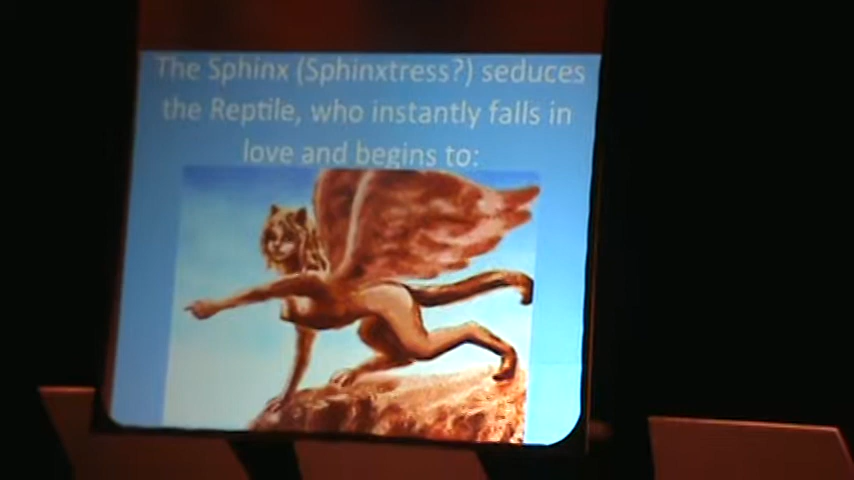 The Sphinx (Sphinxtress?) seduces
the Reptile, who instantly falls in
love and begins to: